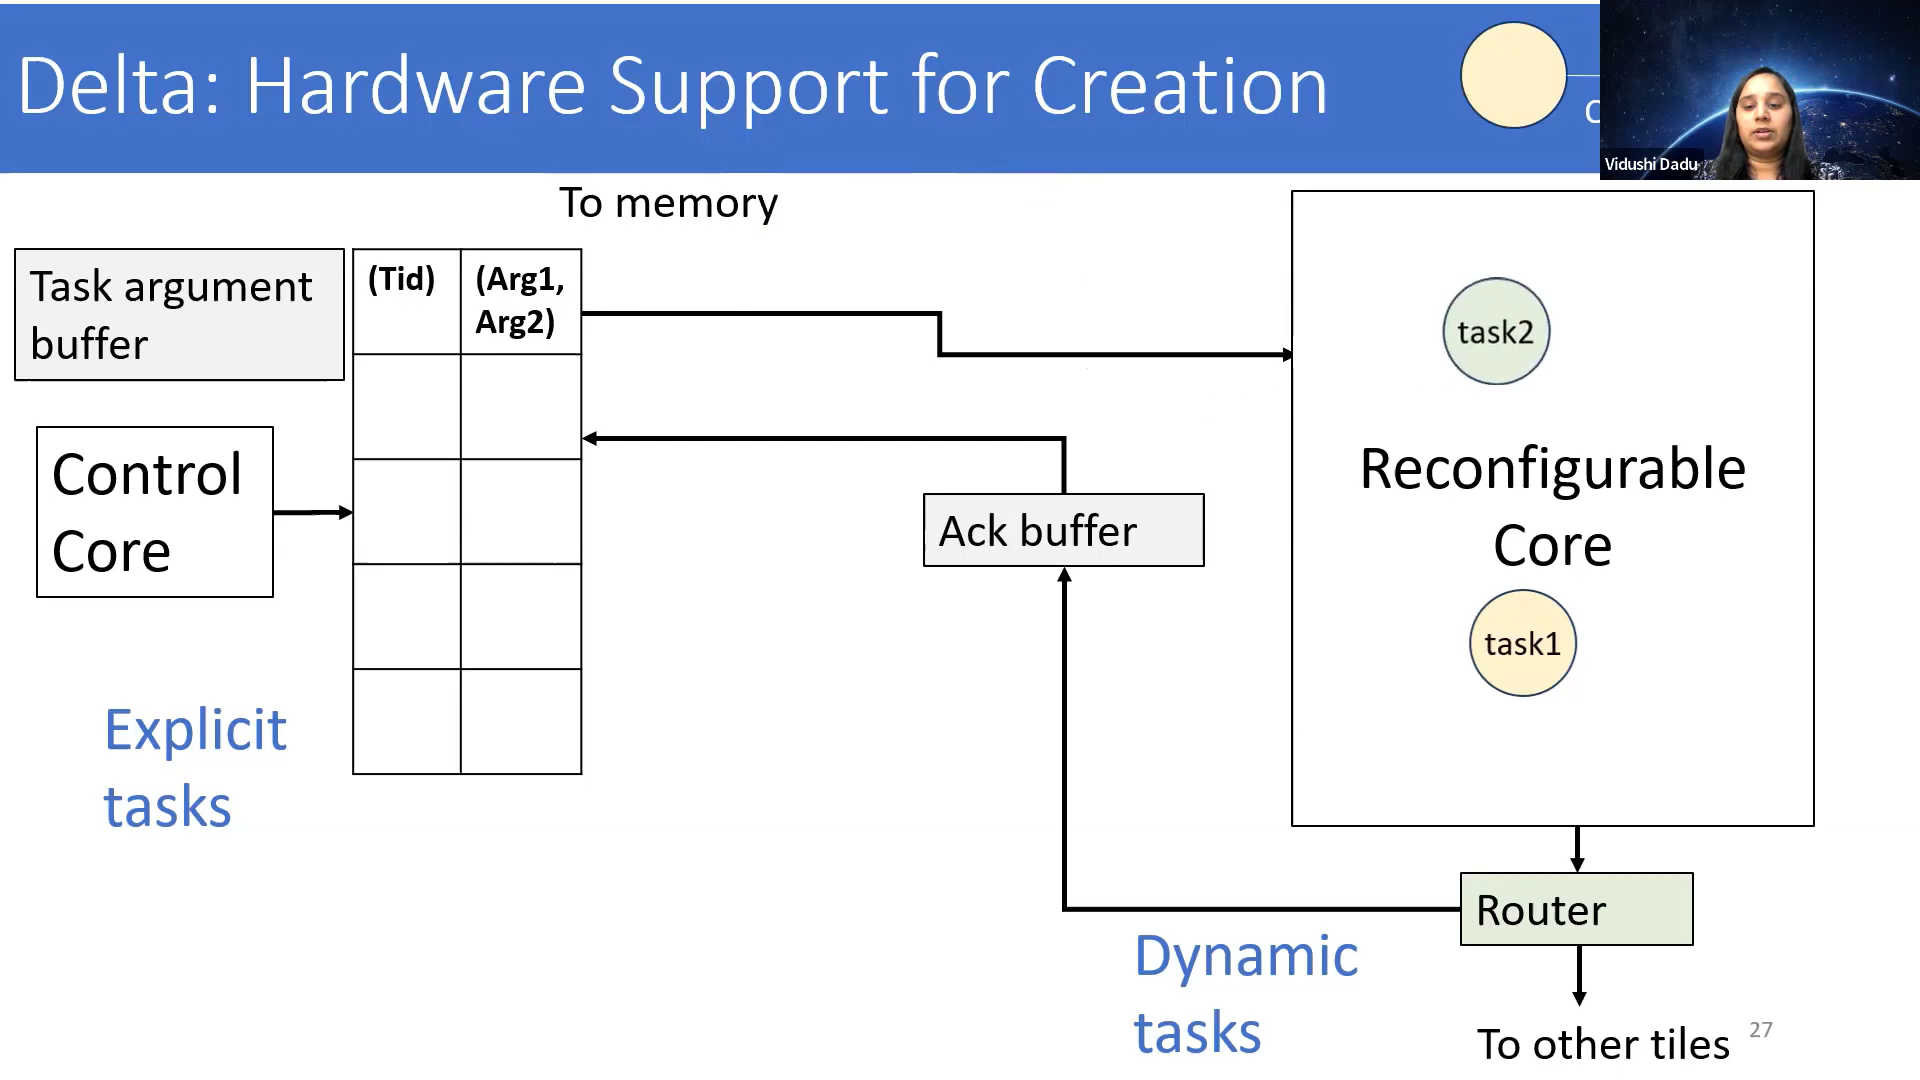 Delta: Hardware Support for Creation
Vidushi Dadu
To memory
Task argument
buffer
(Tid)
(Arg1,
Arg2)
task2
Control
Core
Reconfigurable
Core
Ack buffer
task1
Explicit
tasks
Router
Dynamic
tasks
To other tiles
27